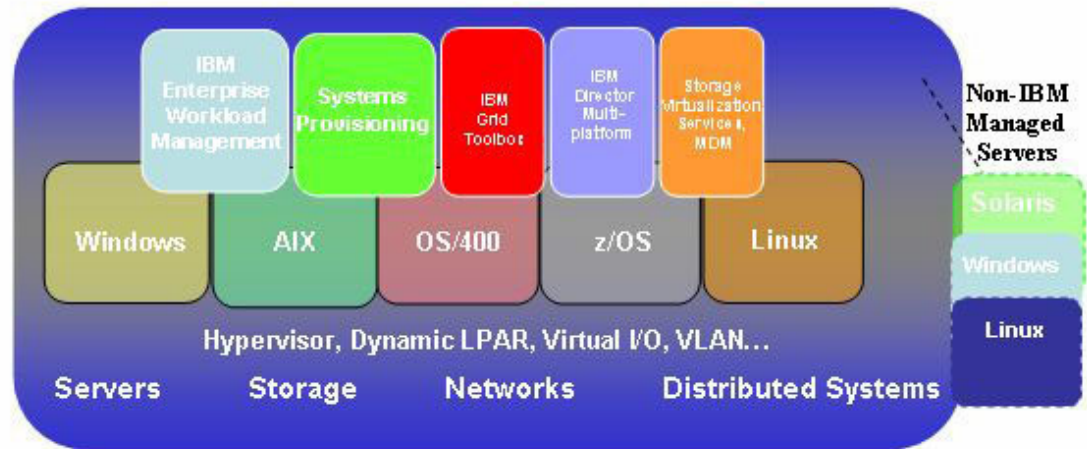 IBM
Enterprise
Workload
Management
Systems
Provisioning
IBM
Grid
Toolbox
IBM
Director
Multi-
platform
Storage
Virtualization
Services,
MDM
Non-IBM
Managed
Servers
Windows
AIX
OS/400
z/OS
Linux
Solaris
Windows
Linux
Hypervisor, Dynamic LPAR, Virtual I/O, VLAN...
Servers
Storage
Networks
Distributed Systems